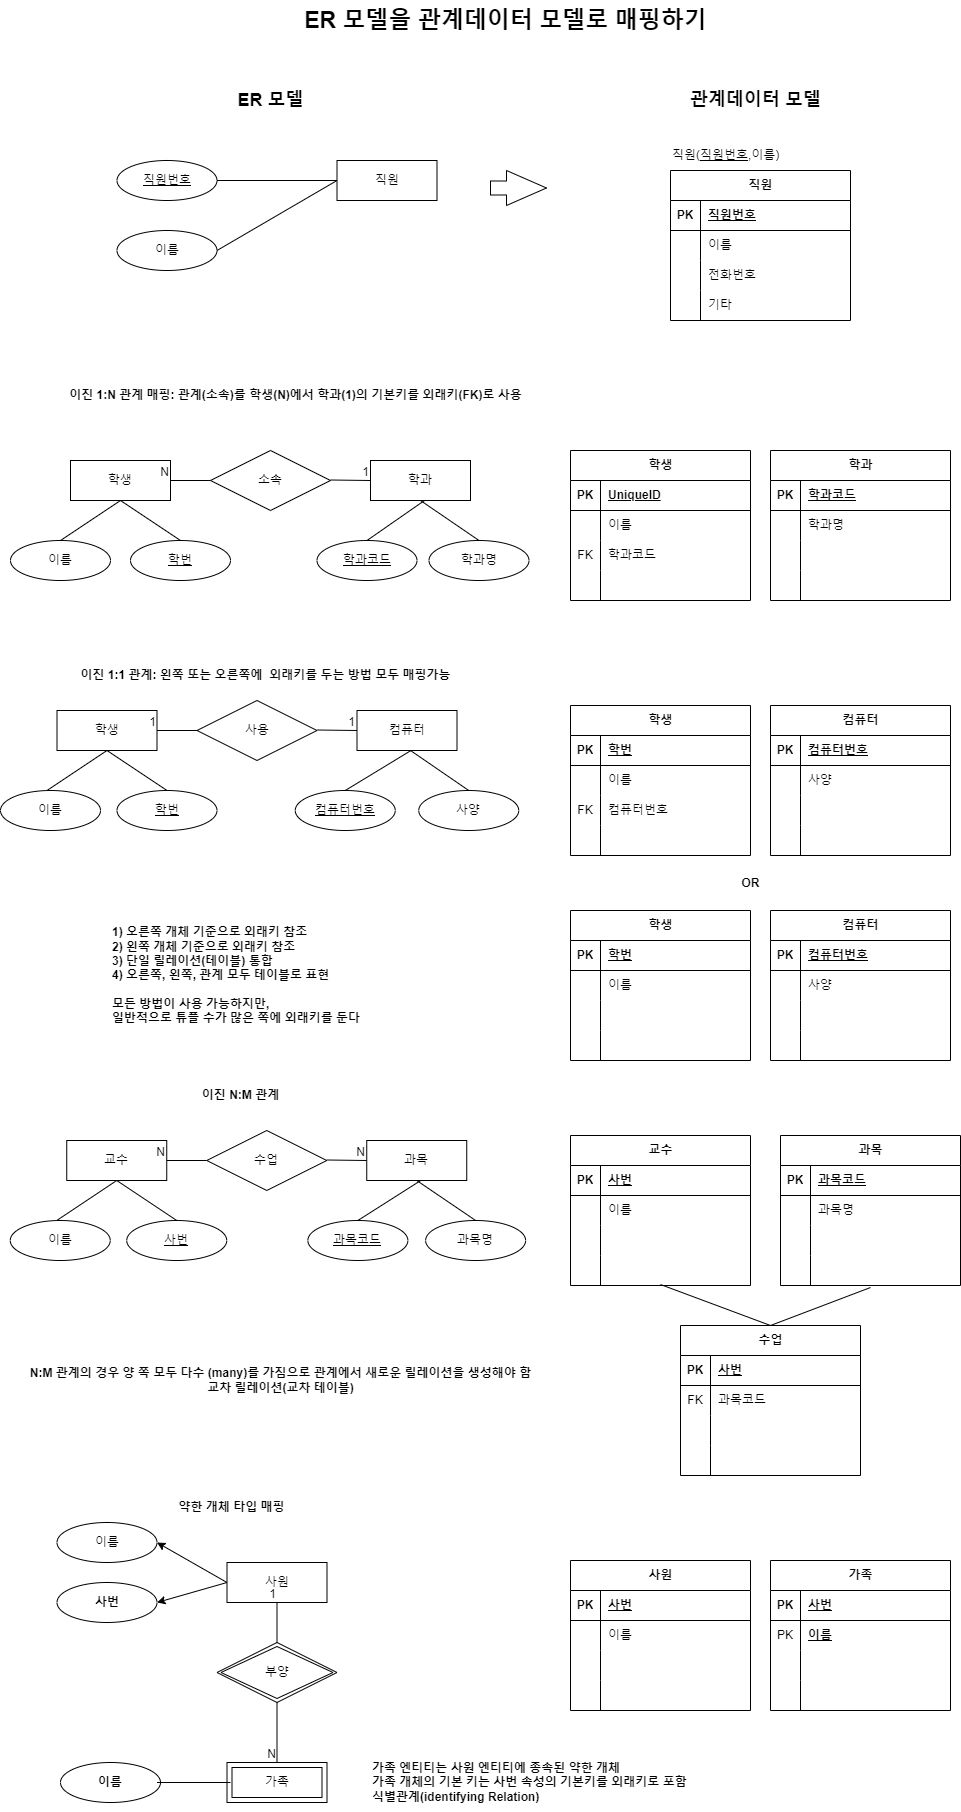 ER 모델을 관계데이터 모델로 매핑하기
ER 모델
관계데이터 모델
직원번호
이름
직원
직원(직원번호,이름)
직원
PK 직원번호
이름
전화번호
기타
이진 1:N 관계 매핑: 관계(소속)를 학생(N)에서 학과(1)의 기본키를 외래키(FK)로 사용
학생
N
소속
1
학과
이름
학번
학과코드
학과명
학생
PK UniqueID
이름
FK 학과코드
학과
PK 학과코드
학과명
이진 1:1 관계: 왼쪽 또는 오른쪽에  외래키를 두는 방법 모두 매핑가능
학생
1
사용
1
컴퓨터
이름
학번
컴퓨터번호
사양
학생
PK 학번
이름
FK 컴퓨터번호
컴퓨터
PK 컴퓨터번호
사양
OR
1) 오른쪽 개체 기준으로 외래키 참조
2) 왼쪽 개체 기준으로 외래키 참조
3) 단일 릴레이션(테이블) 통합
4) 오른쪽, 왼쪽, 관계 모두 테이블로 표현
모든 방법이 사용 가능하지만,
일반적으로 튜플 수가 많은 쪽에 외래키를 둔다
학생
PK 학번
이름
컴퓨터
PK 컴퓨터번호
사양
이진 N:M 관계
교수
N
수업
N
과목
이름
사번
과목코드
과목명
교수
PK 사번
이름
과목
PK 과목코드
과목명
수업
PK 사번
FK 과목코드
N:M 관계의 경우 양 쪽 모두 다수 (many)를 가짐으로 관계에서 새로운 릴레이션을 생성해야 함
교차 릴레이션(교차 테이블)
약한 개체 타입 매핑
이름
사번
사원
1
부양
N
이름
가족
사원
PK 사번
이름
가족
PK 사번
PK 이름
가족 엔티티는 사원 엔티티에 종속된 약한 개체
가족 개체의 기본 키는 사번 속성의 기본키를 외래키로 포함
식별관계(identifying Relation)